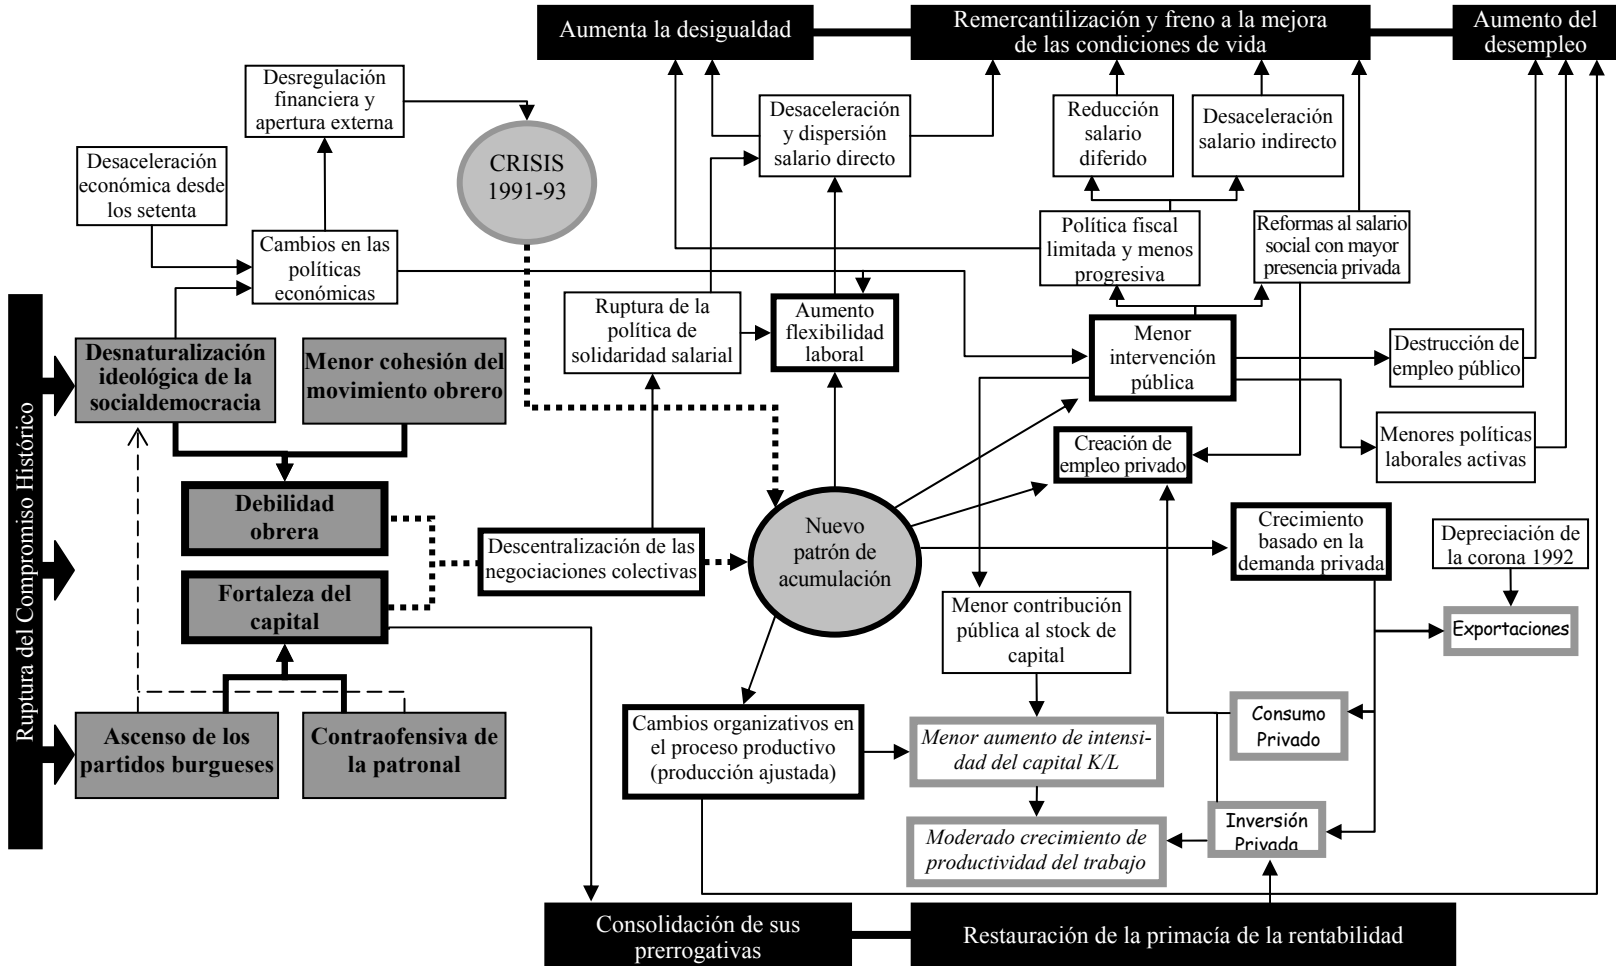 Aumenta la desigualdad
Remercantilización y freno a la mejora
de las condiciones de vida
Aumento del
desempleo
Desregulación
financiera y
apertura externa
Desaceleración
económica desde
los setenta
CRISIS
1991-93
Desaceleración
y dispersión
salario directo
Reducción
salario
diferido
Desaceleración
salario indirecto
Cambios en las
políticas
económicas
Política fiscal
limitada y menos
progresiva
Reformas al salario
social con mayor
presencia privada
Ruptura de la
política de
solidaridad salarial
Aumento
flexibilidad
laboral
Menor
intervención
pública
Destrucción de
empleo público
Ruptura del Compromiso Histórico
Desnaturalización
ideológica de la
socialdemocracia
Menor cohesión del
movimiento obrero
Creación de
empleo privado
Menores políticas
laborales activas
Debilidad
obrera
Descentralización de las
negociaciones colectivas
Nuevo
patrón de
acumulación
Crecimiento
basado en la
demanda privada
Depreciación de
la corona 1992
Fortaleza del
capital
Menor contribución
pública al stock de
capital
Exportaciones
Ascenso de los
partidos burgueses
Contraofensiva de
la patronal
Cambios organizativos en
el proceso productivo
(producción ajustada)
Menor aumento de intensi-
dad del capital K/L
Consumo
Privado
Moderado crecimiento de
productividad del trabajo
Inversión
Privada
Consolidación de sus
prerrogativas
Restauración de la primacía de la rentabilidad